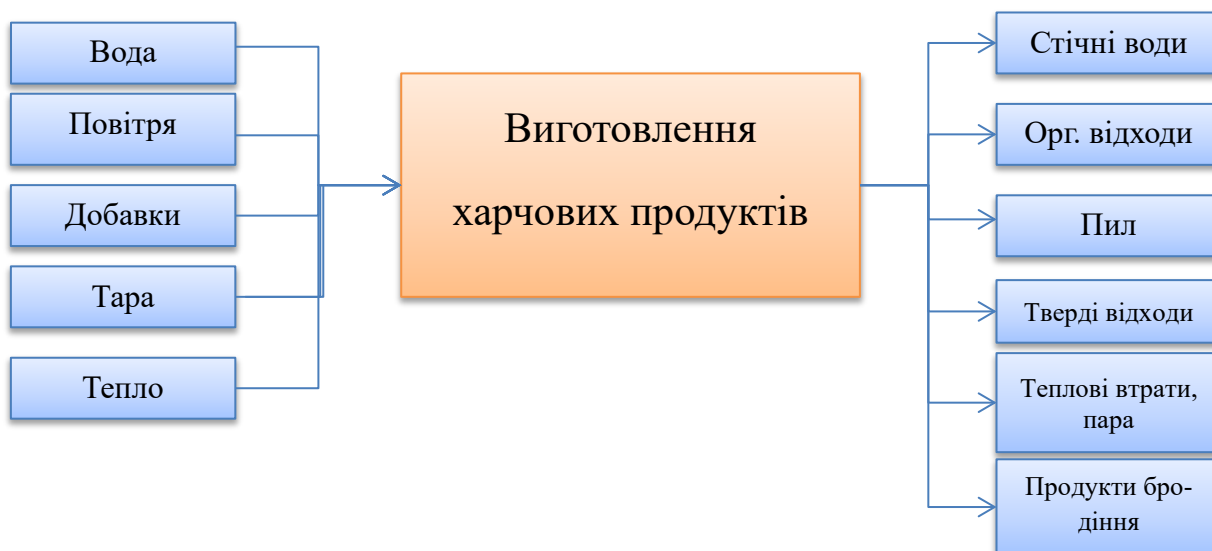 Вода
Повітря
Добавки
Тара
Тепло
Виготовлення
харчових продуктів
Стічні води
Орг. відходи
Пил
Тверді відходи
Теплові втрати,
пара
Продукти бро-
діння